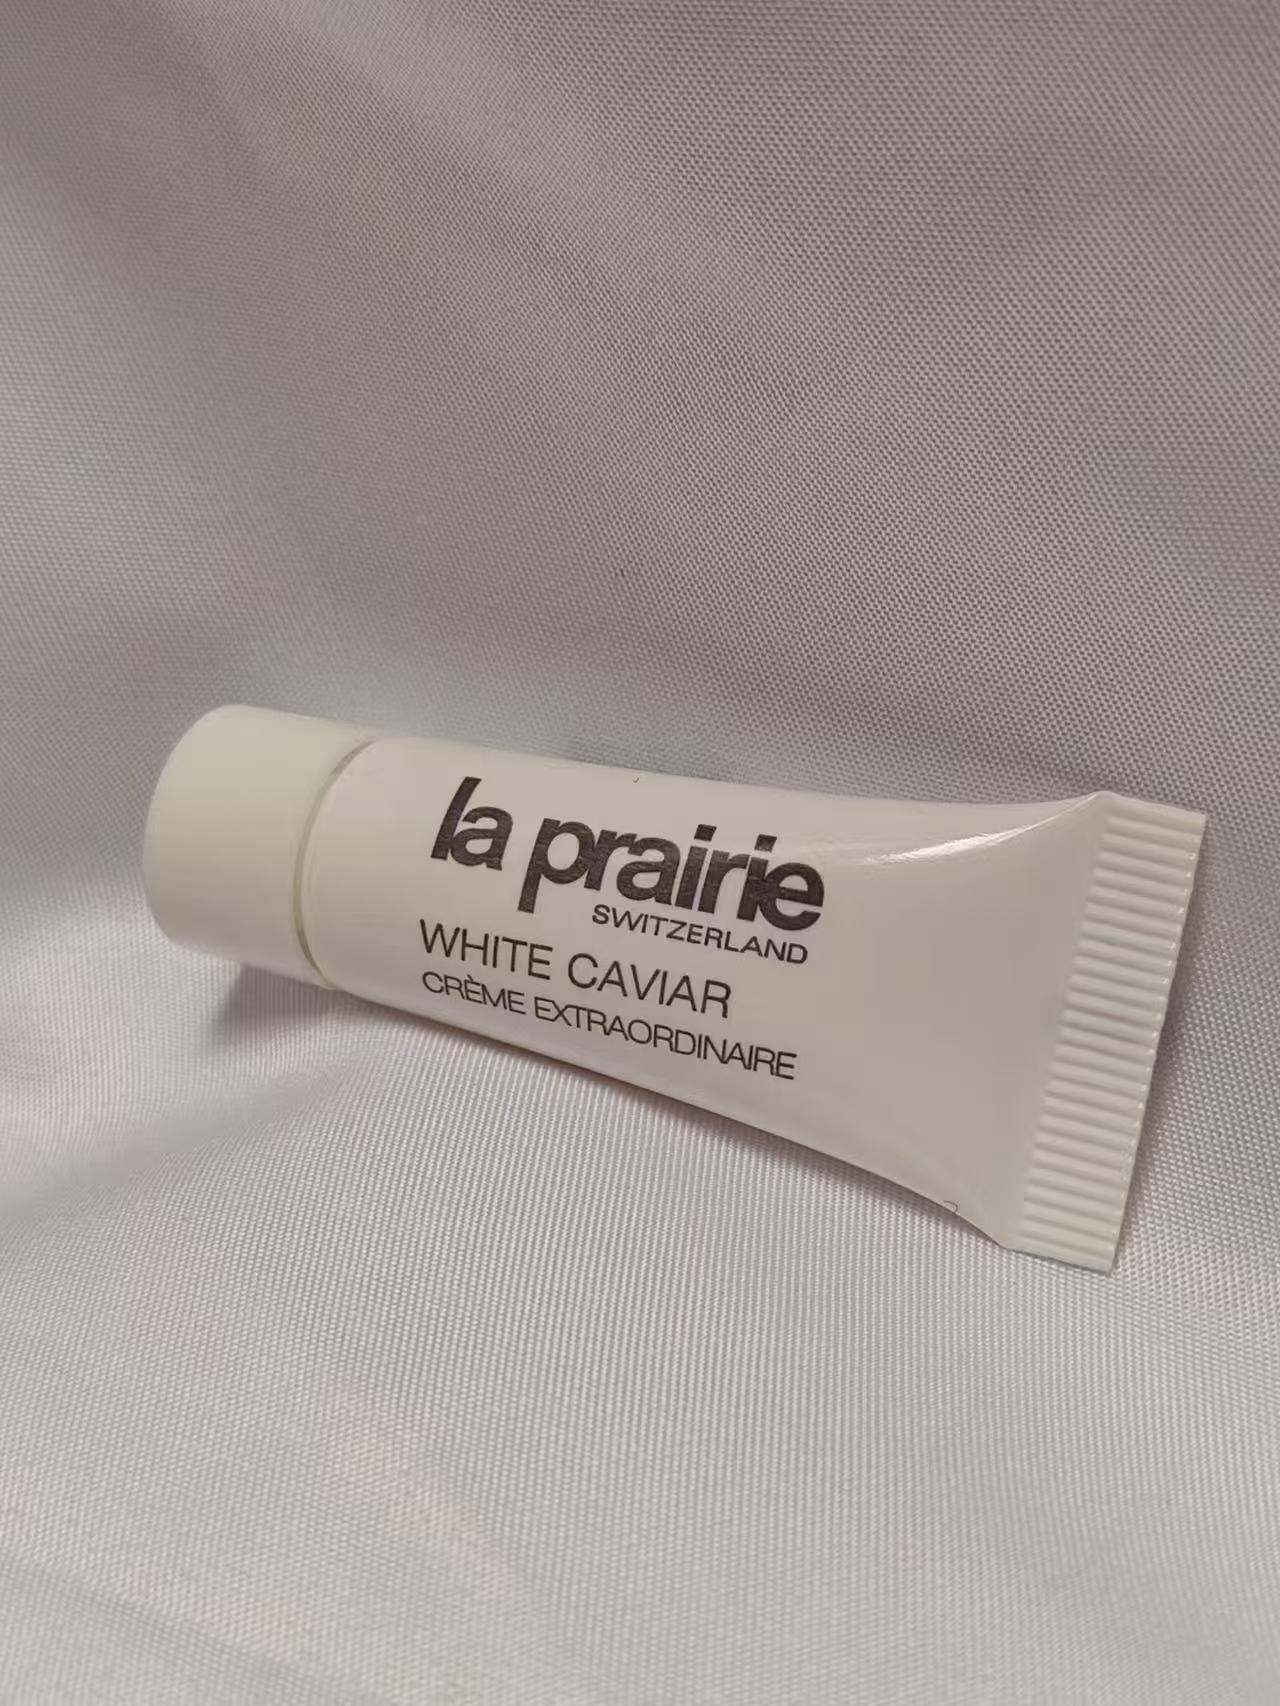 la prairie
SWITZERLAND
WHITE CAVIAR
CRÈME EXTRAORDINAIRE